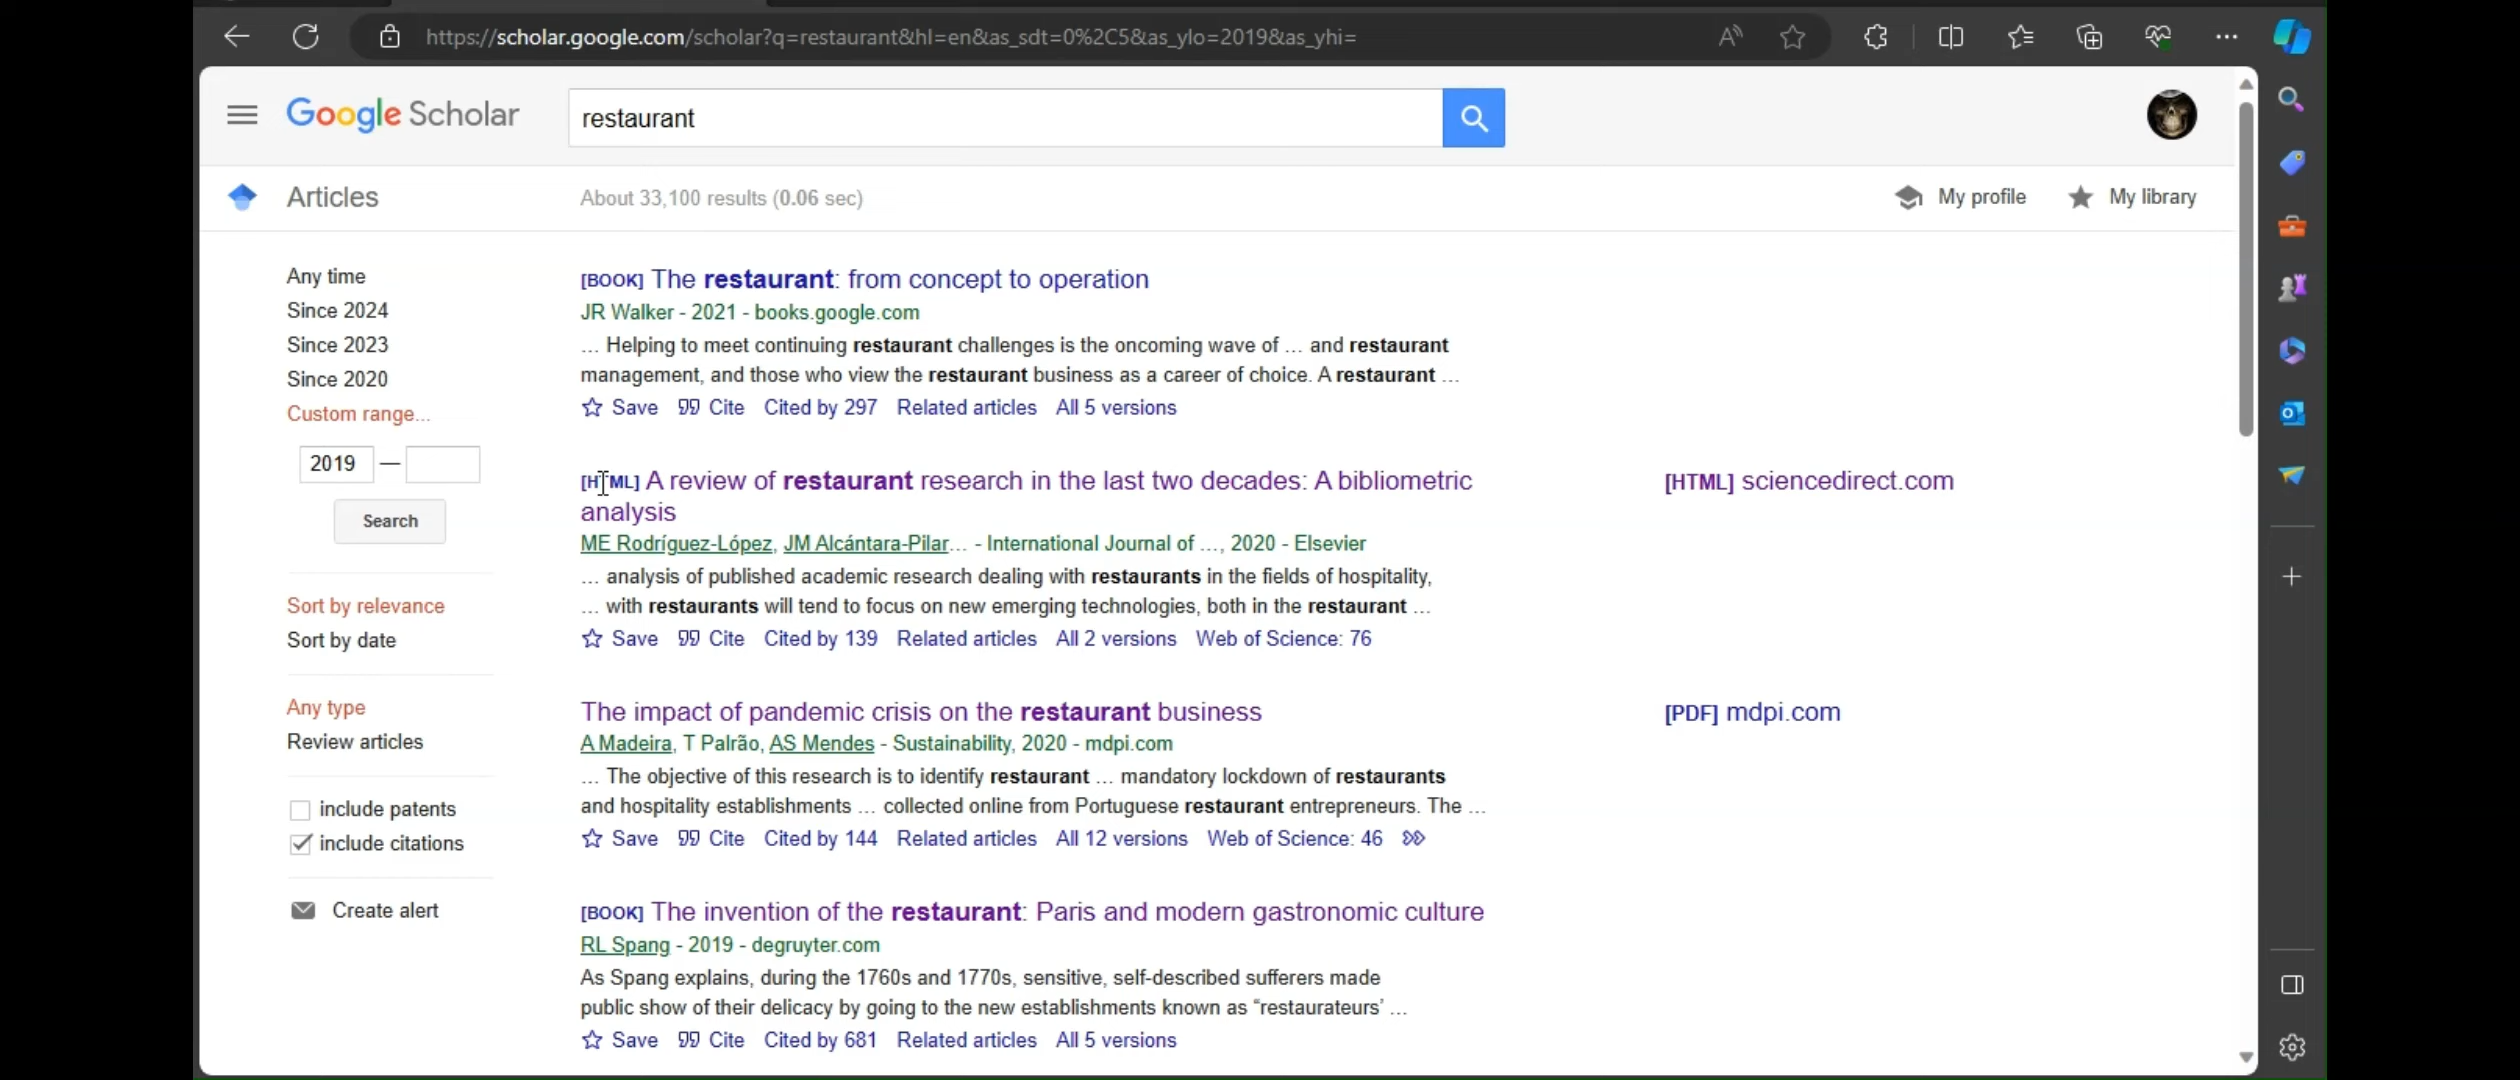 https://scholar.google.com/scholar?q=restaurant&hl=en&as_sdt=0%2C5&as_ylo=2019&as_yhi=
Google Scholar
restaurant
Articles
About 33,100 results (0.06 sec)
My profile
My library
Any time
Since 2024
Since 2023
Since 2020
Custom range...
2019 —
Search
Sort by relevance
Sort by date
Any type
Review articles
include patents
include citations
Create alert
[BOOK] The restaurant: from concept to operation
JR Walker - 2021 - books.google.com
… Helping to meet continuing restaurant challenges is the oncoming wave of … and restaurant
management, and those who view the restaurant business as a career of choice. A restaurant …
Save Cite Cited by 297 Related articles All 5 versions
[HTML] A review of restaurant research in the last two decades: A bibliometric
analysis
[HTML] sciencedirect.com
ME Rodríguez-López, JM Alcántara-Pilar… - International Journal of …, 2020 - Elsevier
… analysis of published academic research dealing with restaurants in the fields of hospitality,
… with restaurants will tend to focus on new emerging technologies, both in the restaurant …
Save Cite Cited by 139 Related articles All 2 versions Web of Science: 76
The impact of pandemic crisis on the restaurant business
[PDF] mdpi.com
A Madeira, T Palrão, AS Mendes - Sustainability, 2020 - mdpi.com
… The objective of this research is to identify restaurant … mandatory lockdown of restaurants
and hospitality establishments … collected online from Portuguese restaurant entrepreneurs. The …
Save Cite Cited by 144 Related articles All 12 versions Web of Science: 46
[BOOK] The invention of the restaurant: Paris and modern gastronomic culture
RL Spang - 2019 - degruyter.com
As Spang explains, during the 1760s and 1770s, sensitive, self-described sufferers made
public show of their delicacy by going to the new establishments known as “restaurateurs’ …
Save Cite Cited by 681 Related articles All 5 versions